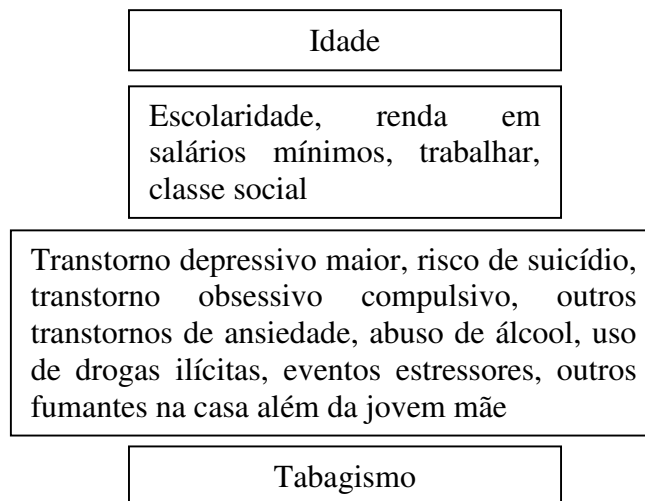 Idade
Escolaridade, renda em
salários mínimos, trabalhar,
classe social
Transtorno depressivo maior, risco de suicídio,
transtorno obsessivo compulsivo, outros
transtornos de ansiedade, abuso de álcool, uso
de drogas ilícitas, eventos estressores, outros
fumantes na casa além da jovem mãe
Tabagismo